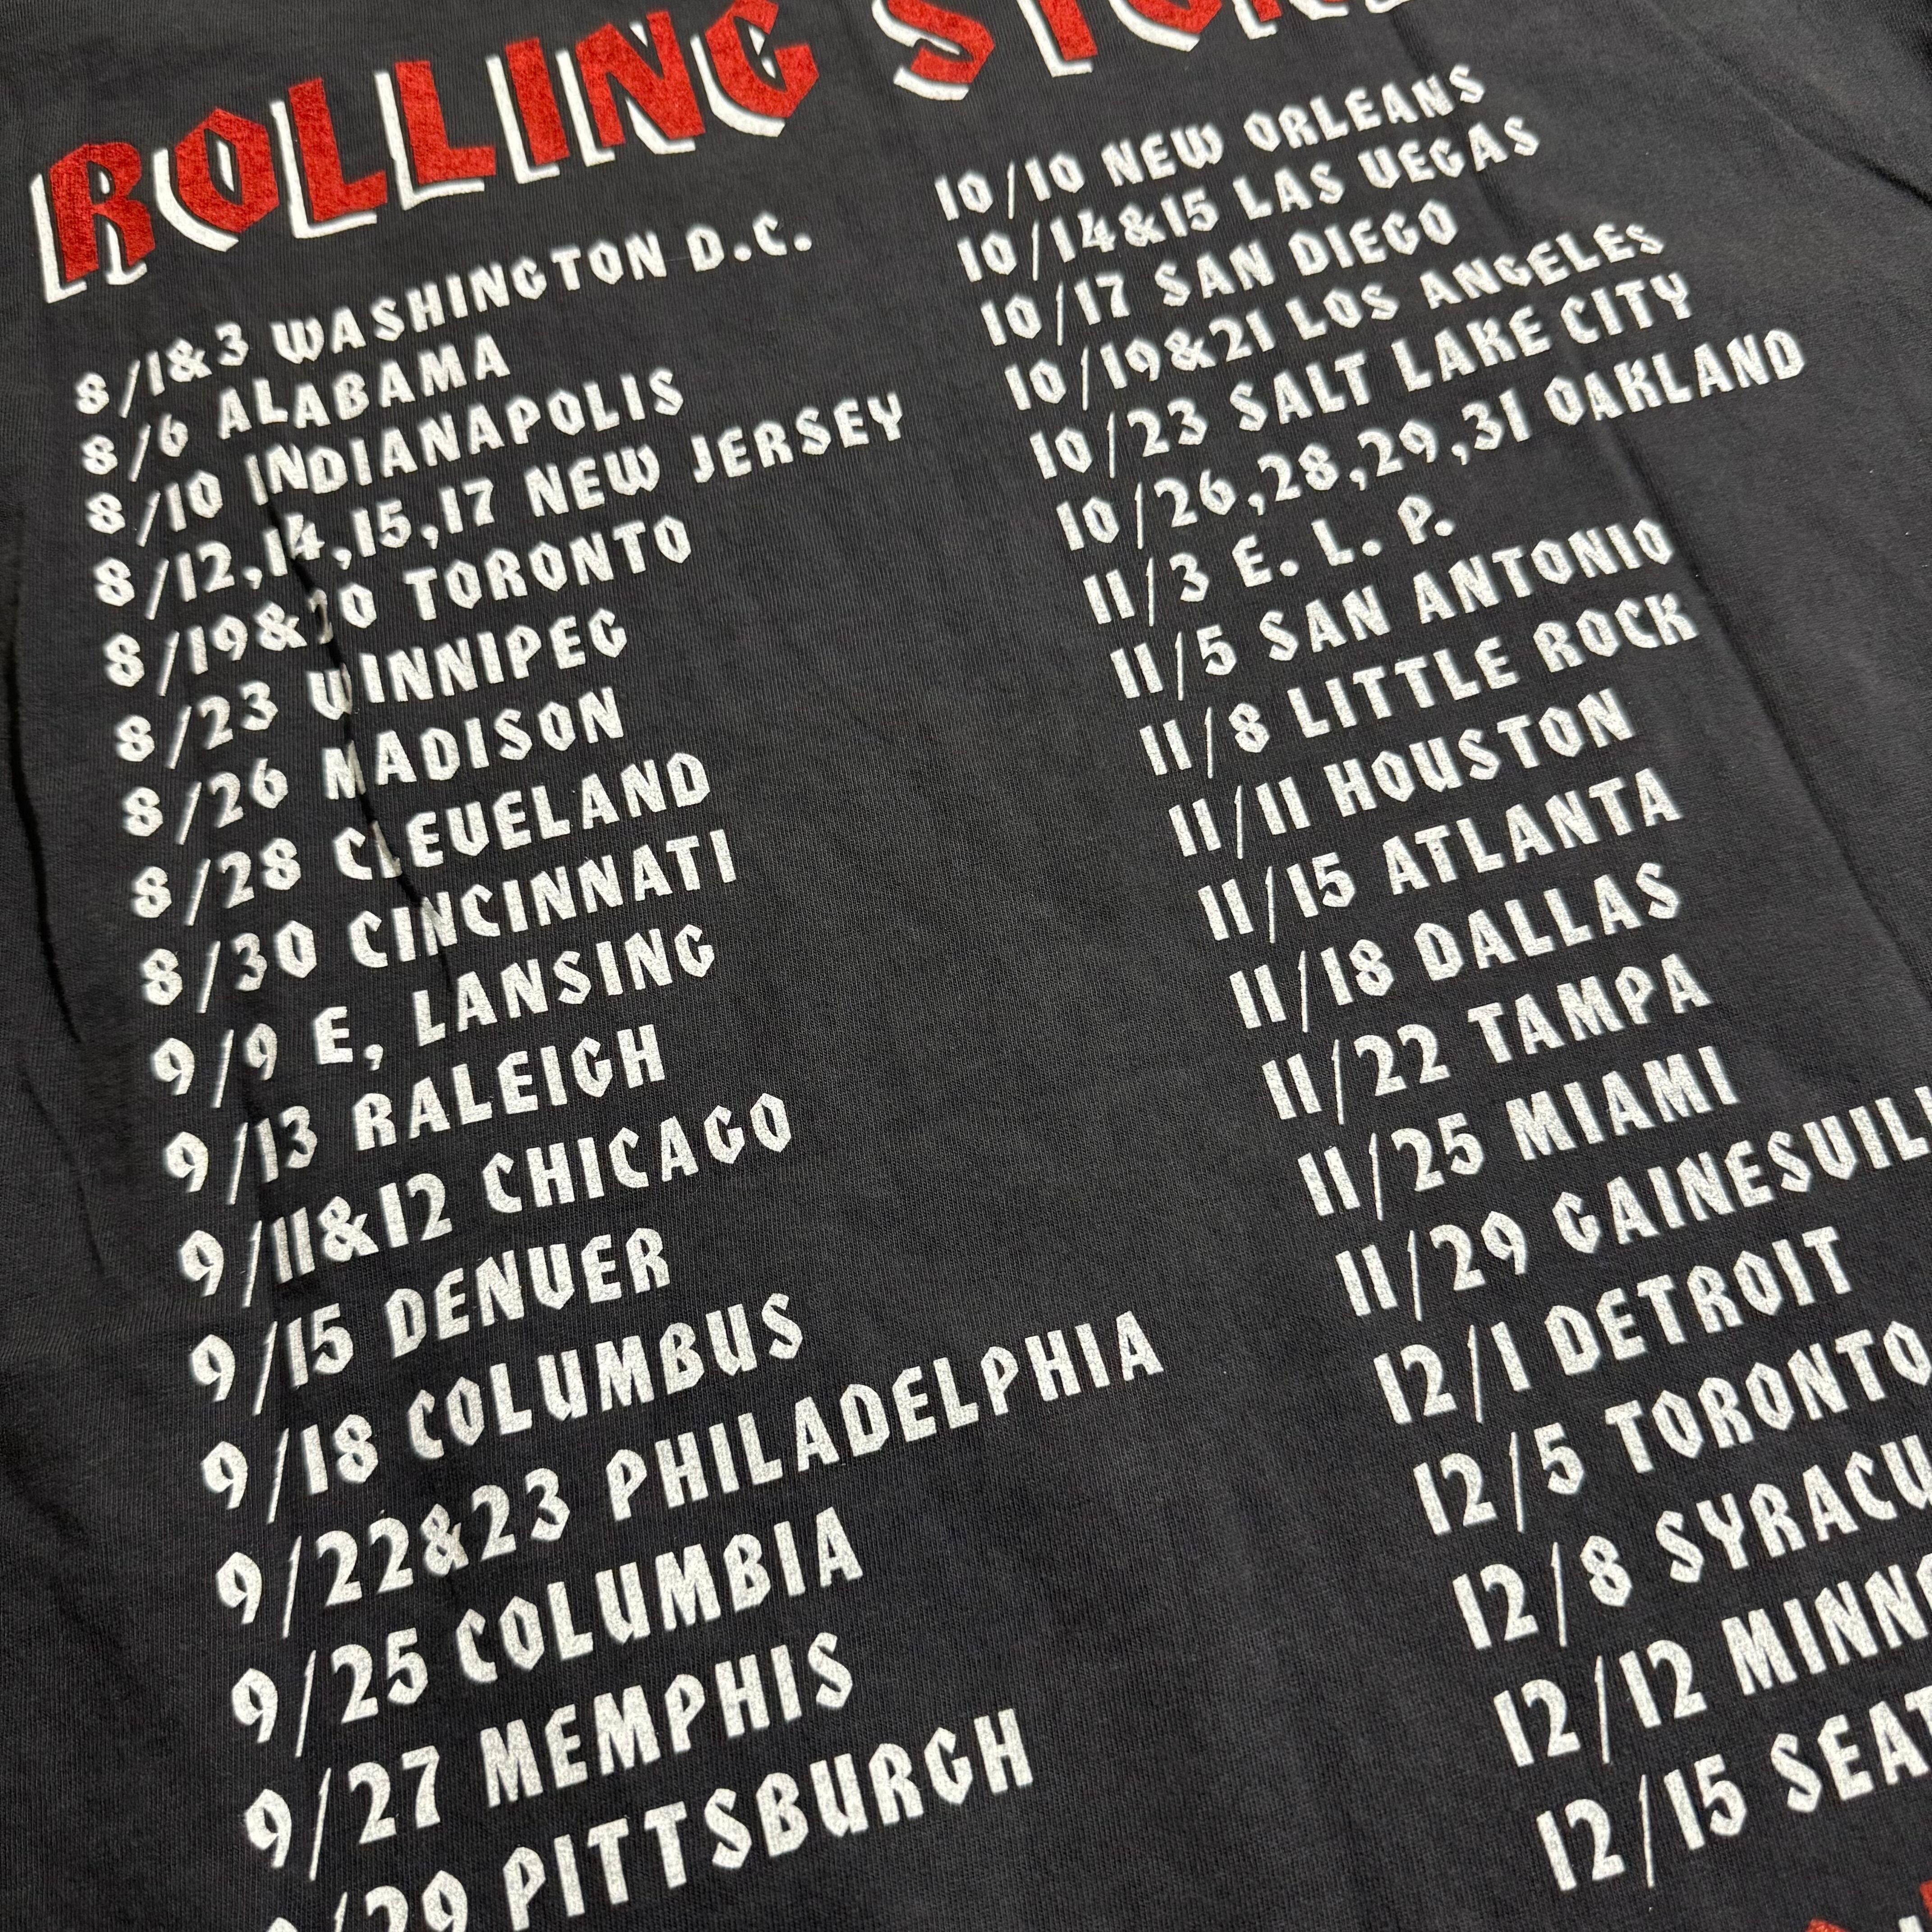 ROLLING
8/1&3 WASHINGTON D.C.
8/6 ALABAMA
8/10 INDIANAPOLIS
8/12,14,15,17 NEW JERSEY
8/19&20 TORONTO
8/23 WINNIPEG
8/26 MADISON
8/28 CLEVELAND
8/30 CINCINNATI
9/9 E, LANSING
9/13 RALEIGH
9/11&12 CHICAGO
9/15 DENVER
9/18 COLUMBUS
9/22&23 PHILADELPHIA
9/25 COLUMBIA
9/27 MEMPHIS
/29 PITTSBURGH
10/10 NEW ORLEANS
10/14&15 LAS VEGAS
10/17 SAN DIEGO
10/19&21 LOS ANGELES
10/23 SALT LAKE CITY
10/26,28,29,31 OAKLAND
11/3 E. L. P.
11/5 SAN ANTONIO
11/8 LITTLE ROCK
11/11 HOUSTON
11/15 ATLANTA
11/18 DALLAS
11/22 TAMPA
11/25 MIAMI
11/29 GAINESVIL
12/1 DETROIT
12/5 TORONTO
12/8 SYRACU
12/12 MINN
12/15 SEAT